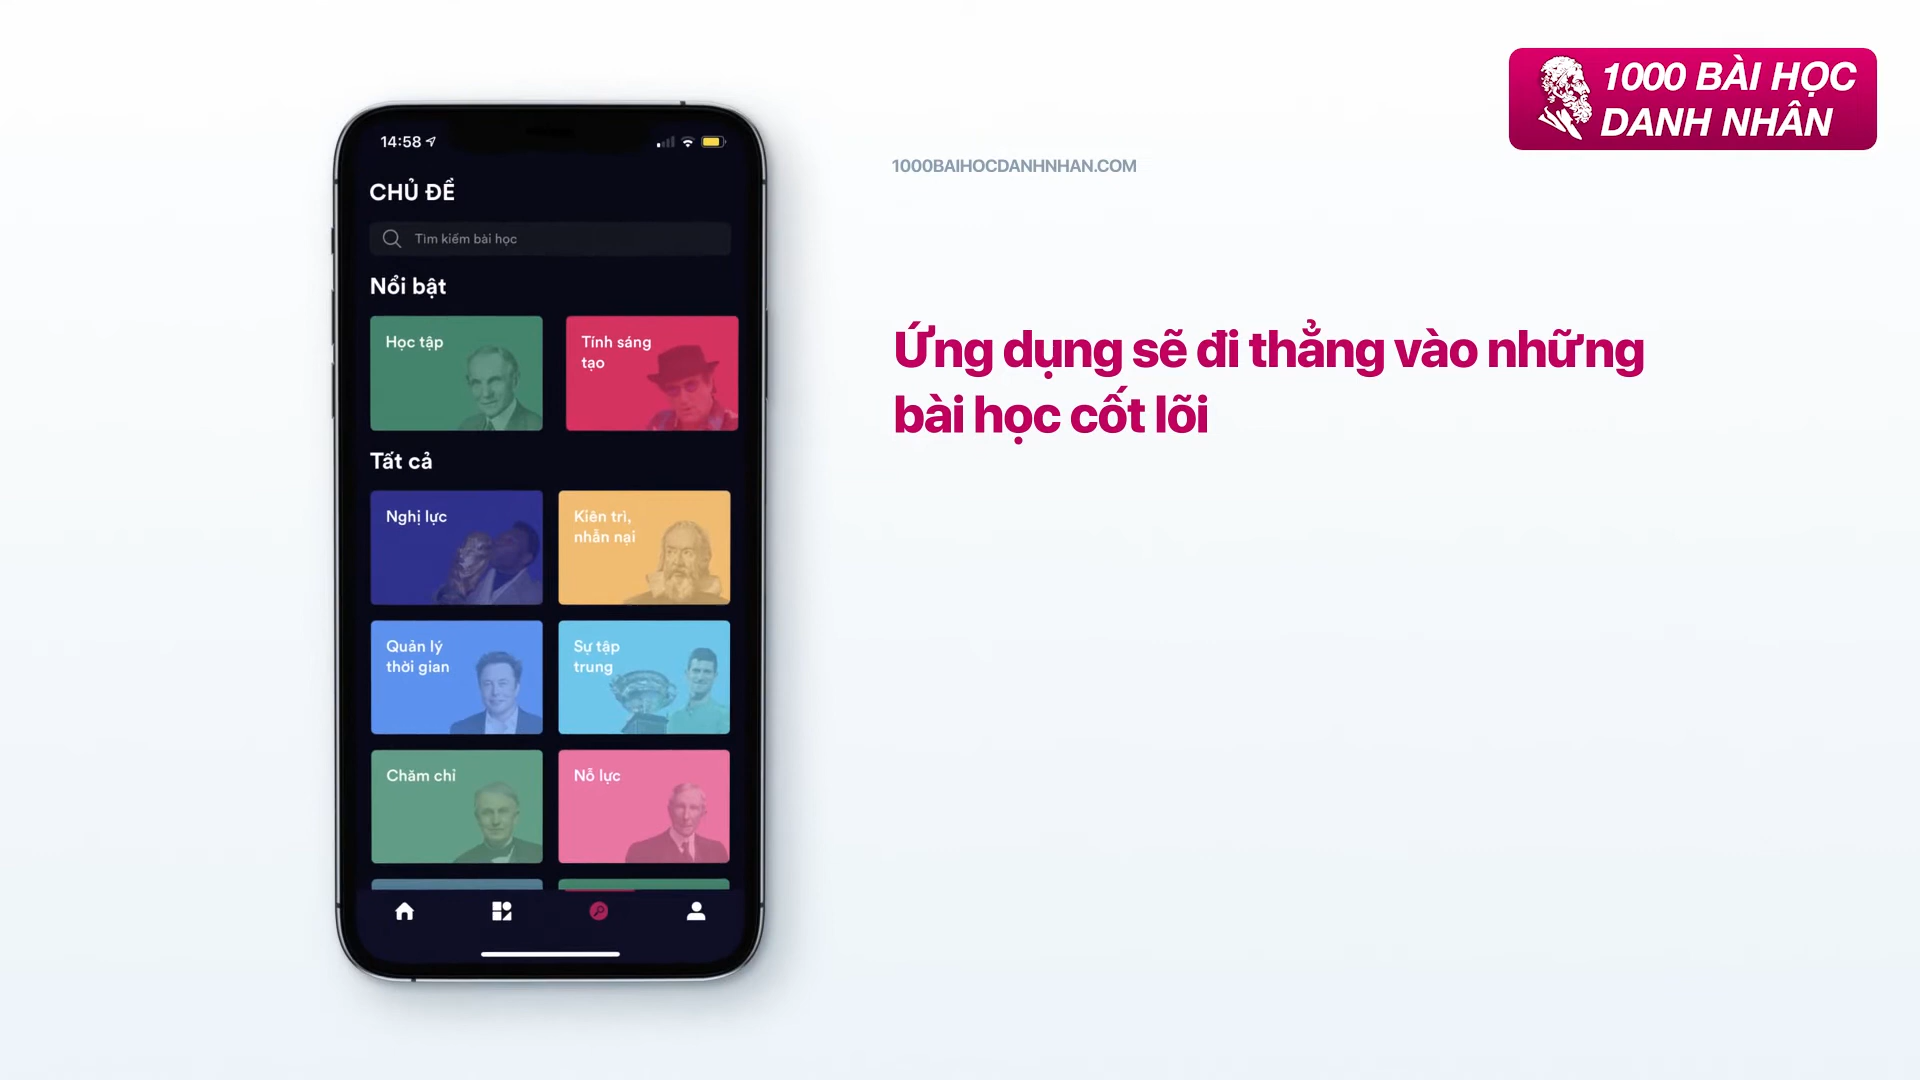 1000 BÀI HỌC
DANH NHÂN
1000BAIHOCDANHNHAN.COM
Ứng dụng sẽ đi thẳng vào những
bài học cốt lõi
14:58
CHỦ ĐỀ
Tìm kiếm bài học
Nổi bật
Học tập
Tính sáng
tạo
Tất cả
Nghị lực
Kiên trì,
nhẫn nại
Quản lý
thời gian
Sự tập
trung
Chăm chỉ
Nỗ lực